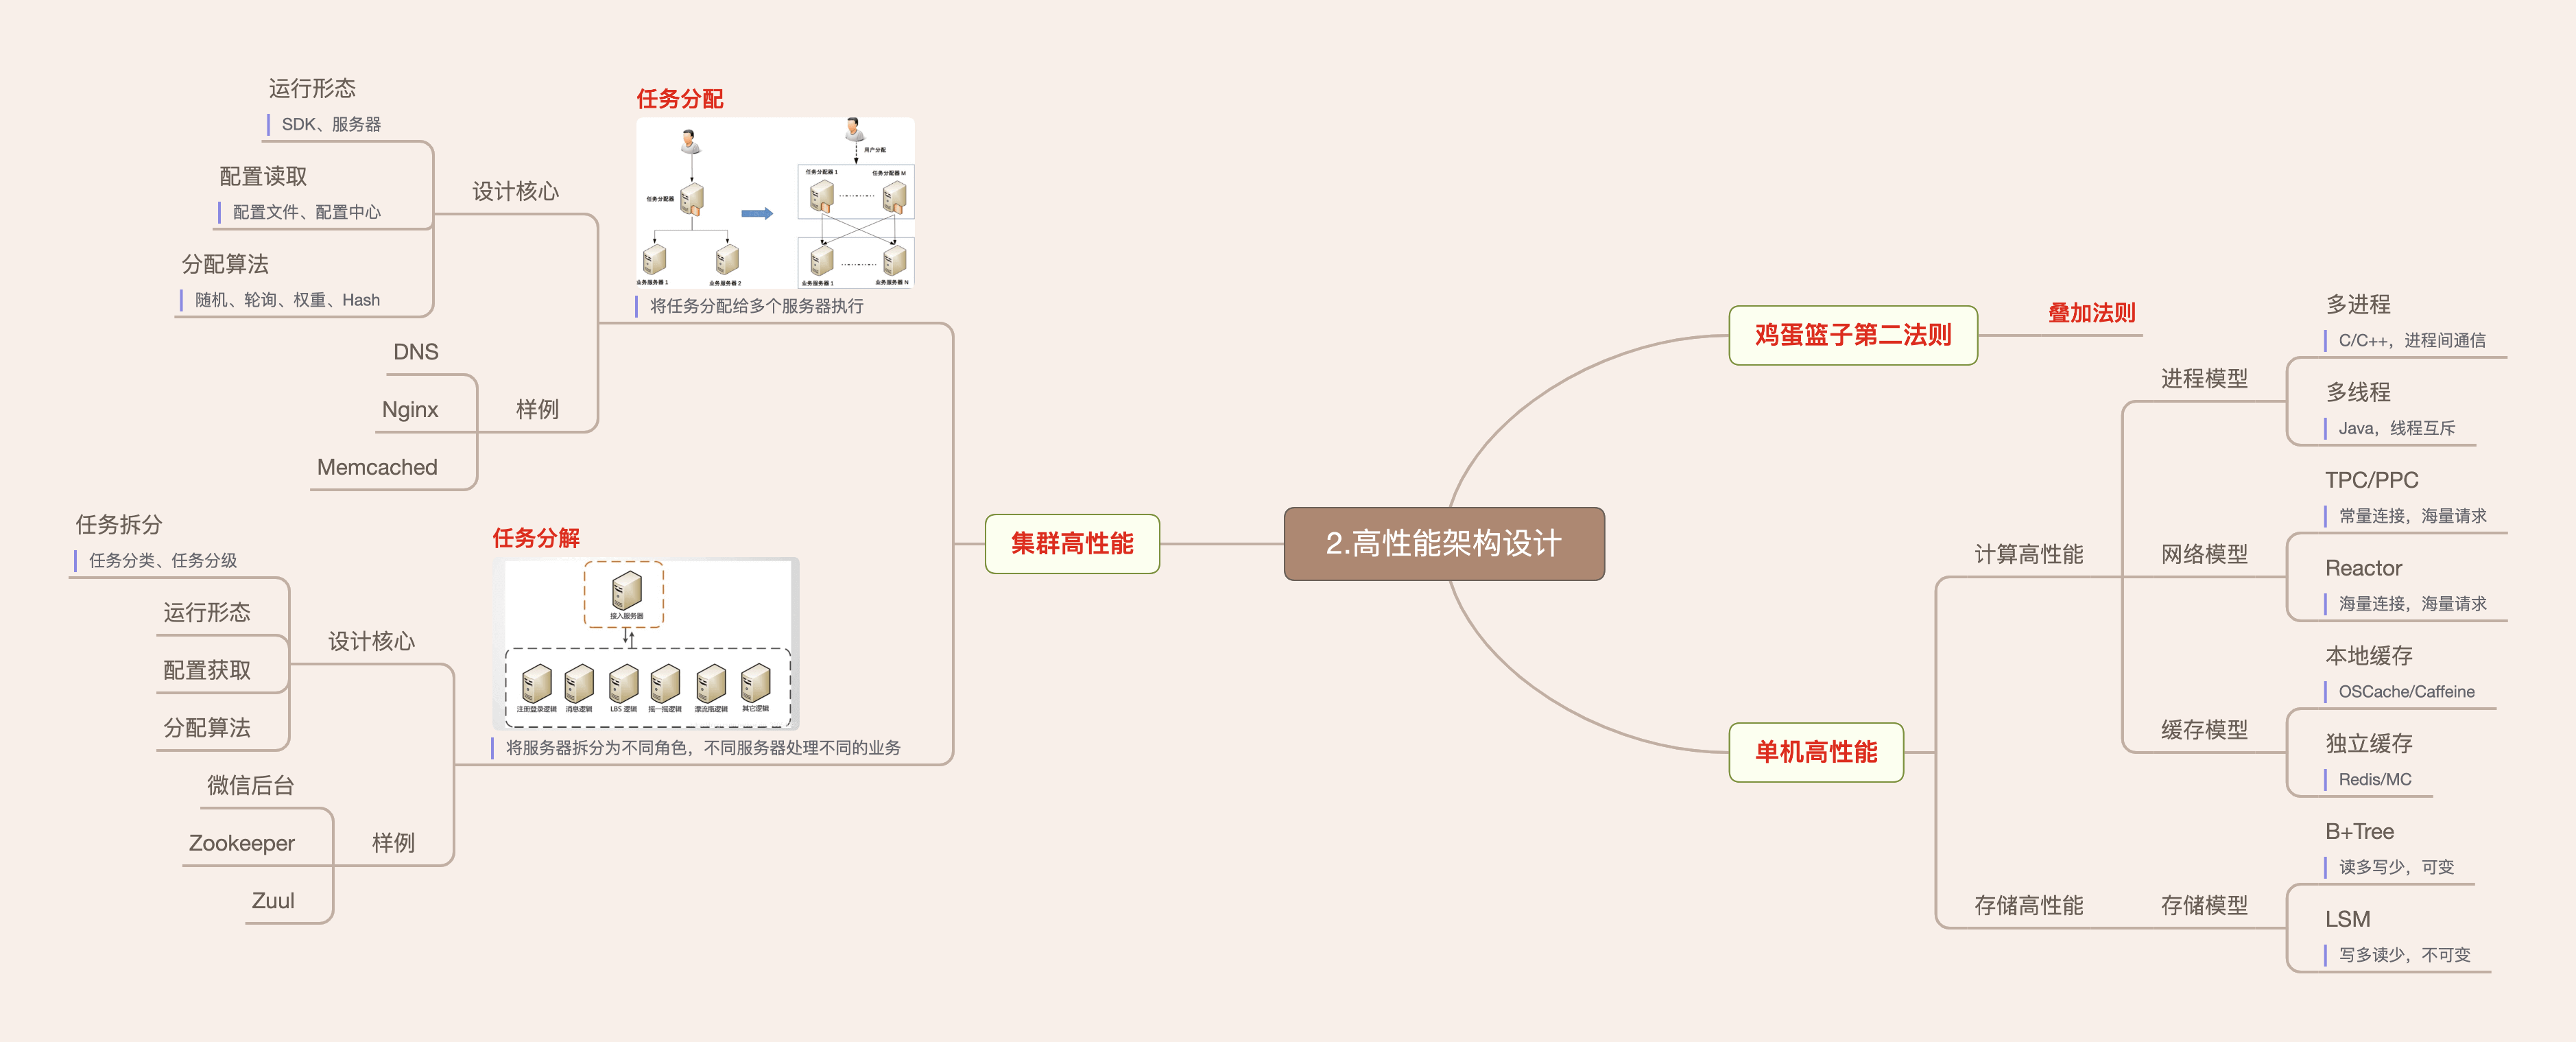 2.高性能架构设计
鸡蛋篮子第二法则
叠加法则
单机高性能
计算高性能
进程模型
多进程
C/C++，进程间通信
多线程
Java，线程互斥
网络模型
TPC/PPC
常量连接，海量请求
Reactor
海量连接，海量请求
缓存模型
本地缓存
OSCache/Caffeine
独立缓存
Redis/MC
存储高性能
存储模型
B+Tree
读多写少，可变
LSM
写多读少，不可变
集群高性能
任务分配
用户分配
任务分配器
任务分配器 1
任务分配器 M
业务服务器 1
业务服务器 2
业务服务器 1
业务服务器 N
将任务分配给多个服务器执行
设计核心
运行形态
SDK、服务器
配置读取
配置文件、配置中心
分配算法
随机、轮询、权重、Hash
样例
DNS
Nginx
Memcached
任务分解
接入服务器
注册登录逻辑
消息逻辑
LBS 逻辑
摇一摇逻辑
漂流瓶逻辑
其它逻辑
将服务器拆分为不同角色，不同服务器处理不同的业务
设计核心
任务拆分
任务分类、任务分级
运行形态
配置获取
分配算法
样例
微信后台
Zookeeper
Zuul